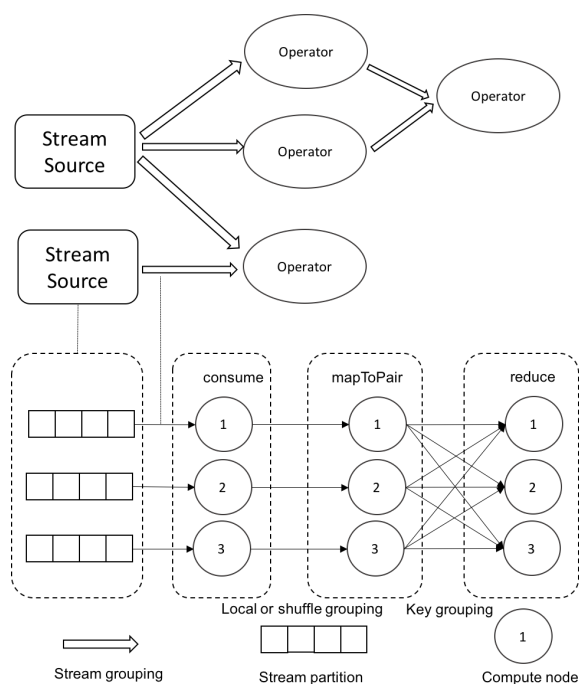 Operator
Operator
Stream
Source
Operator
Stream
Source
Operator
consume
mapToPair
reduce
1
1
1
2
2
2
3
3
3
Local or shuffle grouping
Key grouping
1
Stream grouping
Stream partition
Compute node